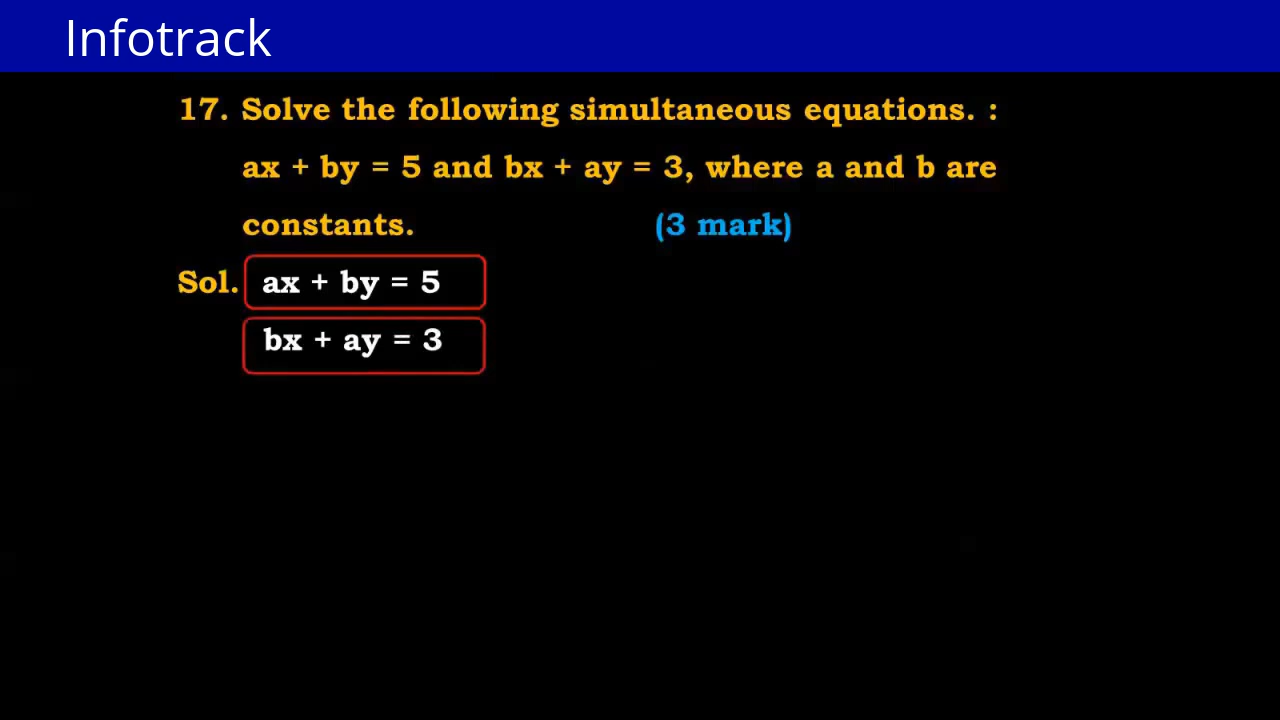 Infotrack
17. Solve the following simultaneous equations. :
ax + by = 5 and bx + ay = 3, where a and b are
constants. (3 mark)
Sol. ax + by = 5
bx + ay = 3